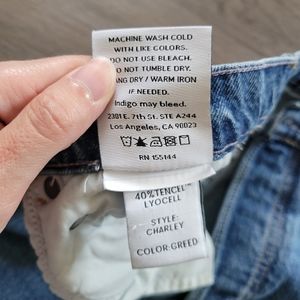 MACHINE WASH COLD
WITH LIKE COLORS.
DO NOT USE BLEACH.
DO NOT TUMBLE DRY.
HANG DRY / WARM IRON
IF NEEDED.
Indigo may bleed.
2301 E. 7th St. STE A244
Los Angeles, CA 90023
RN 155144
40%TENCEL™
LYOCELL
STYLE:
CHARLEY
COLOR:GREED